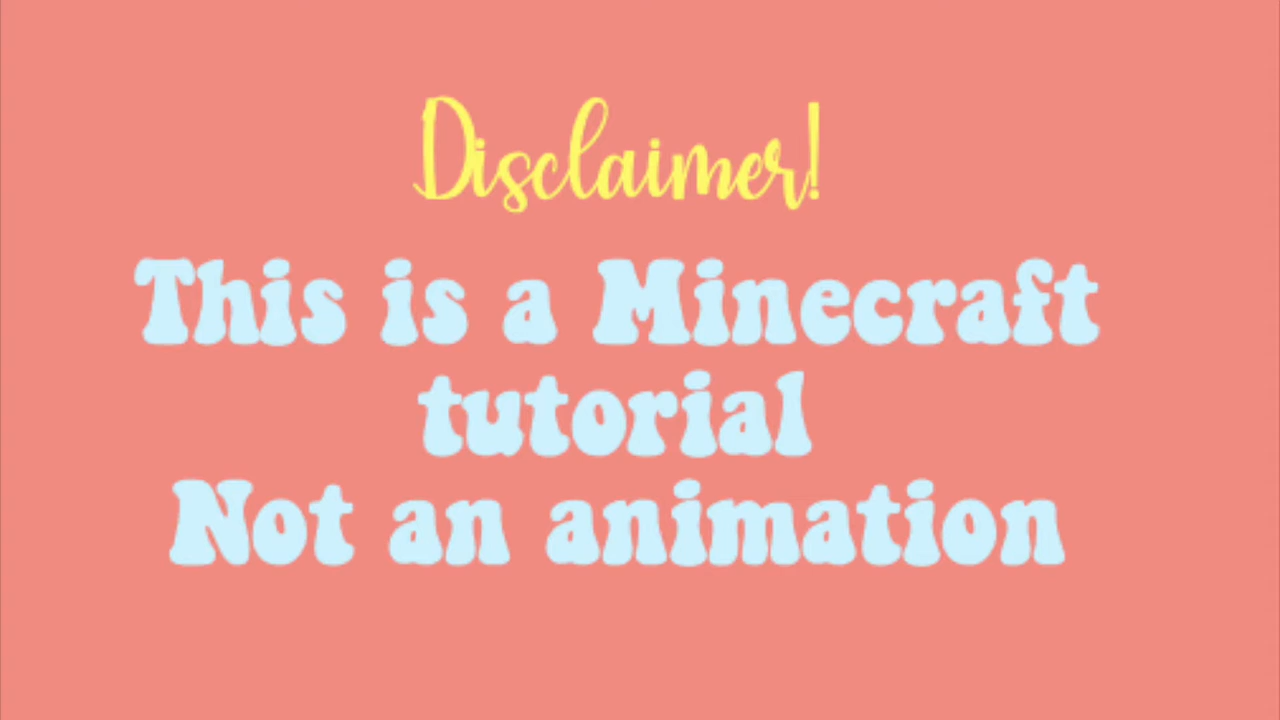 Disclaimer!
This is a Minecraft
tutorial
Not an animation